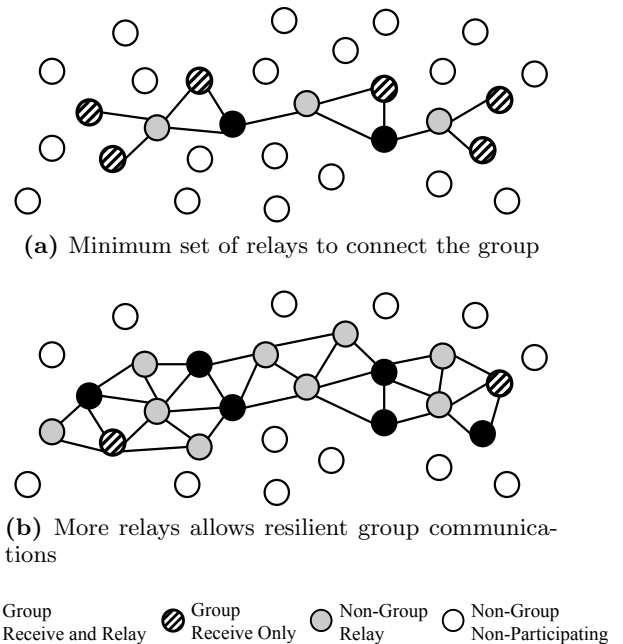 (a) Minimum set of relays to connect the group
(b) More relays allows resilient group communica-
tions
Group
Receive and Relay
Group
Receive Only
Non-Group
Relay
Non-Group
Non-Participating